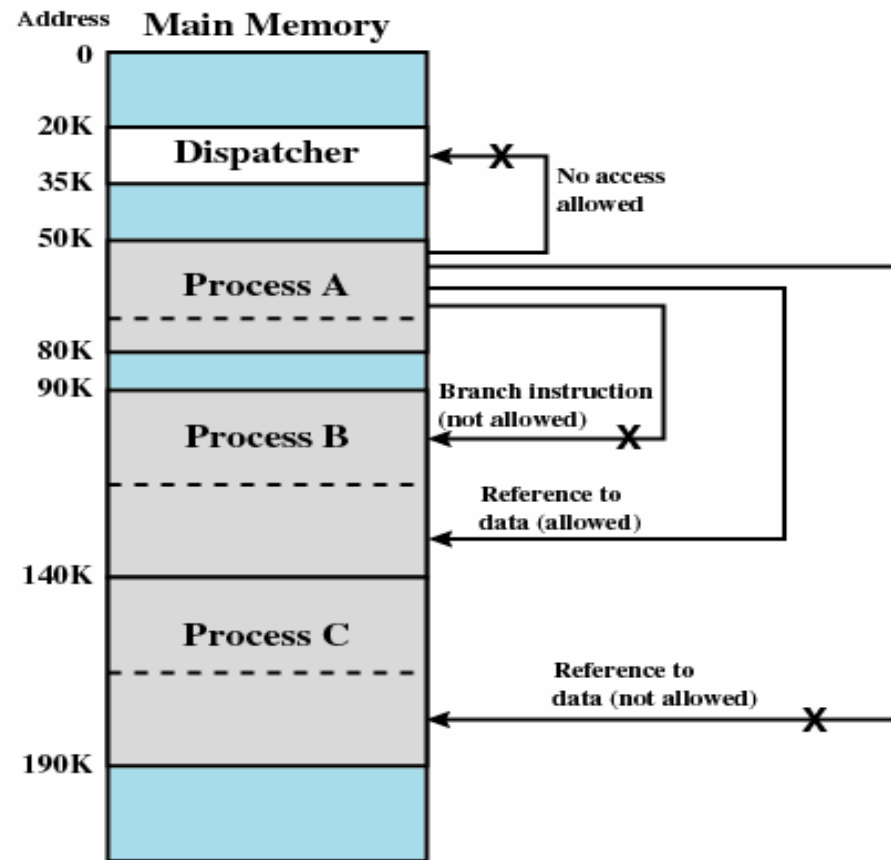 Address
Main Memory
0
20K
Dispatcher
X
35K
No access
allowed
50K
Process A
80K
90K
Branch instruction
(not allowed)
Process B
X
Reference to
data (allowed)
140K
Process C
Reference to
data (not allowed)
X
190K